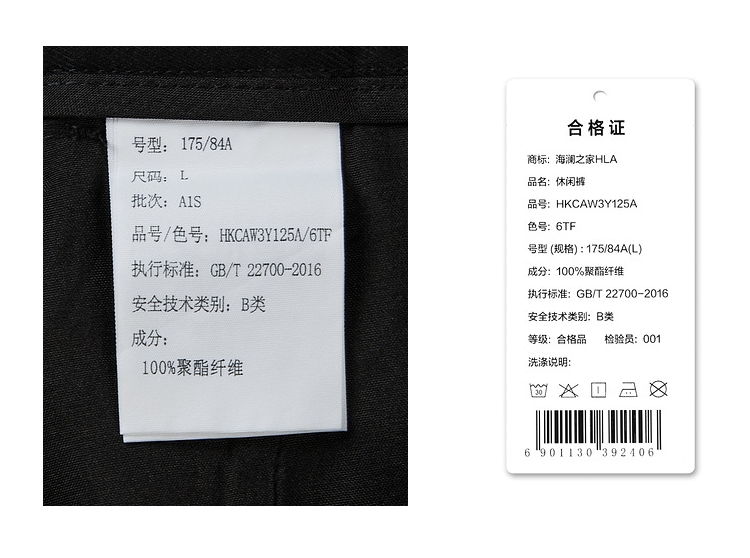 号型: 175/84A
尺码: L
批次: A1S
品号/色号: HKCAW3Y125A/6TF
执行标准: GB/T 22700-2016
安全技术类别: B类
成分:
100%聚酯纤维
合格证
商标: 海澜之家HLA
品名: 休闲裤
品号: HKCAW3Y125A
色号: 6TF
号型 (规格) : 175/84A(L)
成分: 100%聚酯纤维
执行标准: GB/T 22700-2016
安全技术类别: B类
等级: 合格品 检验员: 001
洗涤说明:
30
6 901130 392406